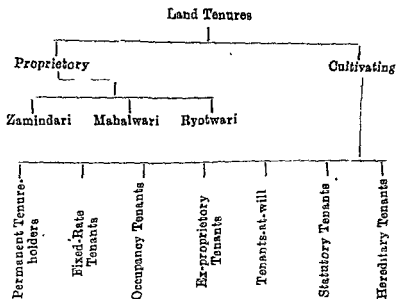 Land Tenures
Proprietory
Cultivating
Zamindari
Mahalwari
Ryotwari
Permanent Tenure-
holders
Fixed-Rate
Tenants
Occupancy Tenants
Ex-proprietory
Tenants
Tenants-at-will
Statutory Tenants
Hereditary Tenants